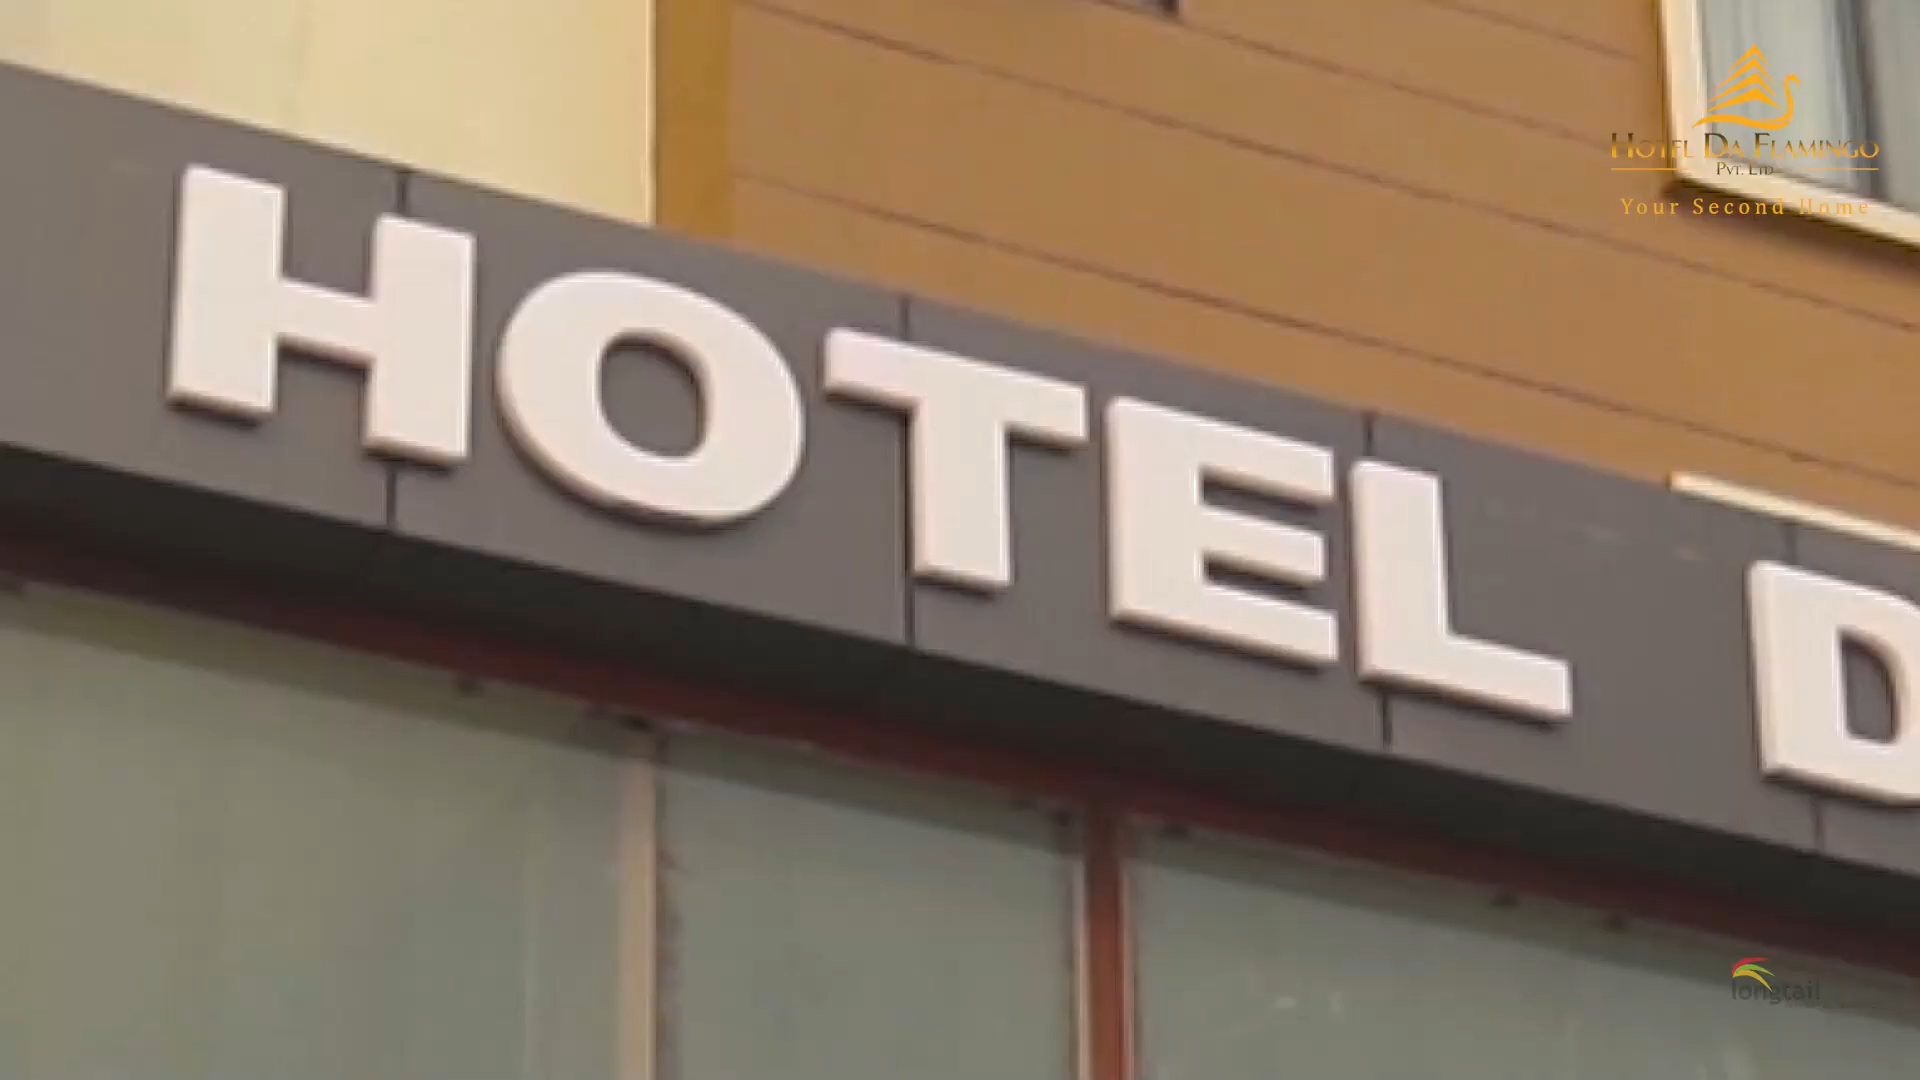 HOTEL D
HOTEL DA FLAMINGO
PVT. LTD
Your Second Home
longtail